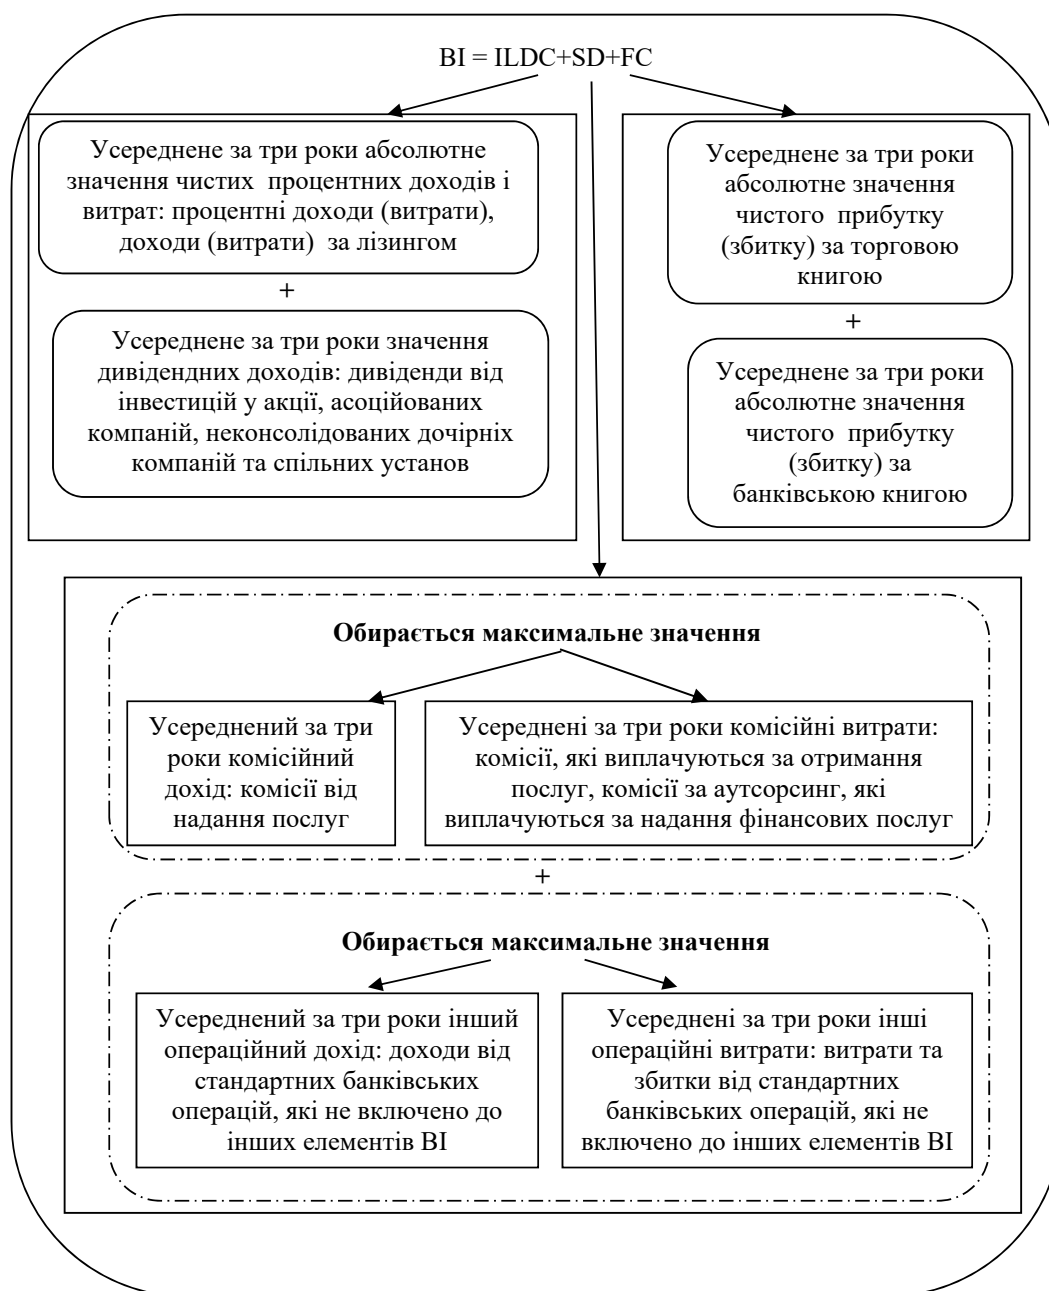 BI = ILDC+SD+FC
Усереднене за три роки абсолютне
значення чистих процентних доходів і
витрат: процентні доходи (витрати),
доходи (витрати) за лізингом
+
Усереднене за три роки значення
дивідендних доходів: дивіденди від
інвестицій у акції, асоційованих
компаній, неконсолідованих дочірніх
компаній та спільних установ
Усереднене за три роки
абсолютне значення
чистого прибутку
(збитку) за торговою
книгою
+
Усереднене за три роки
абсолютне значення
чистого прибутку
(збитку) за
банківською книгою
Обирається максимальне значення
Усереднений за три
роки комісійний
дохід: комісії від
надання послуг
Усереднені за три роки комісійні витрати:
комісії, які виплачуються за отримання
послуг, комісії за аутсорсинг, які
виплачуються за надання фінансових послуг
+
Обирається максимальне значення
Усереднений за три роки інший
операційний дохід: доходи від
стандартних банківських
операцій, які не включено до
інших елементів BI
Усереднені за три роки інші
операційні витрати: витрати та
збитки від стандартних
банківських операцій, які не
включено до інших елементів BI